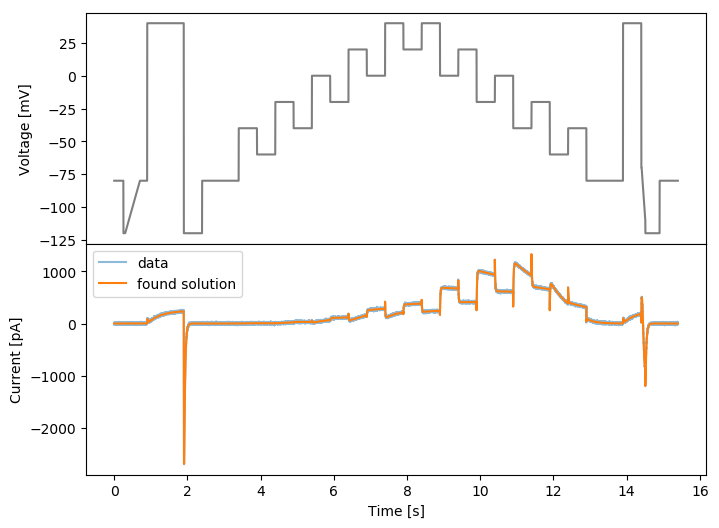 25
0
−25
−50
−75
−100
−125
Voltage [mV]
data
found solution
1000
0
−1000
−2000
Current [pA]
0 2 4 6 8 10 12 14 16
Time [s]